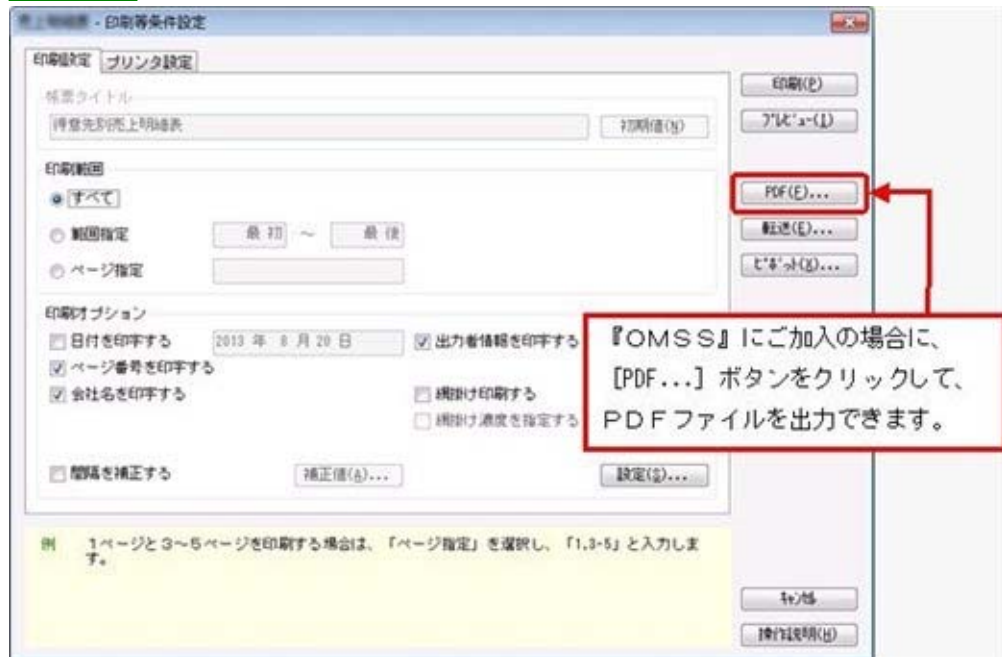 - 印刷等条件設定
印刷設定 プリンタ設定
帳票タイトル
得意先別売上明細表 初期値(N)
印刷範囲
すべて
範囲指定 最初 ～ 最後
ページ指定
印刷オプション
日付を印字する 2013 年 8 月 20 日 出力者情報を印字する
ページ番号を印字する
会社名を印字する 網掛け印刷する
網掛け濃度を指定する
間隔を補正する 補正値(A)... 設定(S)...
例 1ページと3～5ページを印刷する場合は、「ページ指定」を選択し、「1,3-5」と入力しま
す。
印刷(P)
ﾌﾟﾚﾋﾞｭｰ(I)
PDF(F)...
転送(E)...
ﾋﾟﾎﾞｯﾄ(X)...
『ＯＭＳＳ』にご加入の場合に、
[PDF...] ボタンをクリックして、
ＰＤＦファイルを出力できます。
ｷｬﾝｾﾙ
操作説明(H)